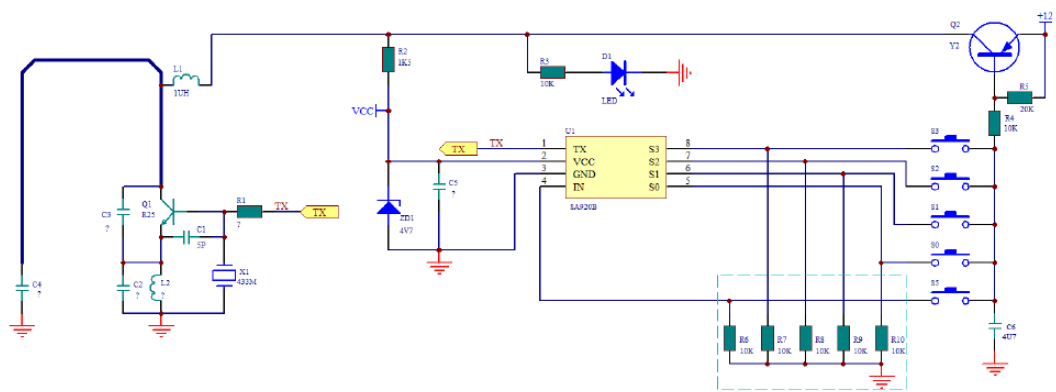 +12
Q2
Y2
L1
1UH
R2
1K5
R3
10K
D1
LED
R5
20K
R4
10K
VCC
TX TX
U1
1 TX S3 8
2 VCC S2 7
3 GND S1 6
4 IN S0 5
SA920B
S3
S2
S1
S0
S5
C5
?
ZD1
4V7
Q1
R25
C3
?
R1
?
TX TX
C1
5P
X1
433M
C4
?
C2
?
L2
?
R6
10K
R7
10K
R8
10K
R9
10K
R10
10K
C6
4U7